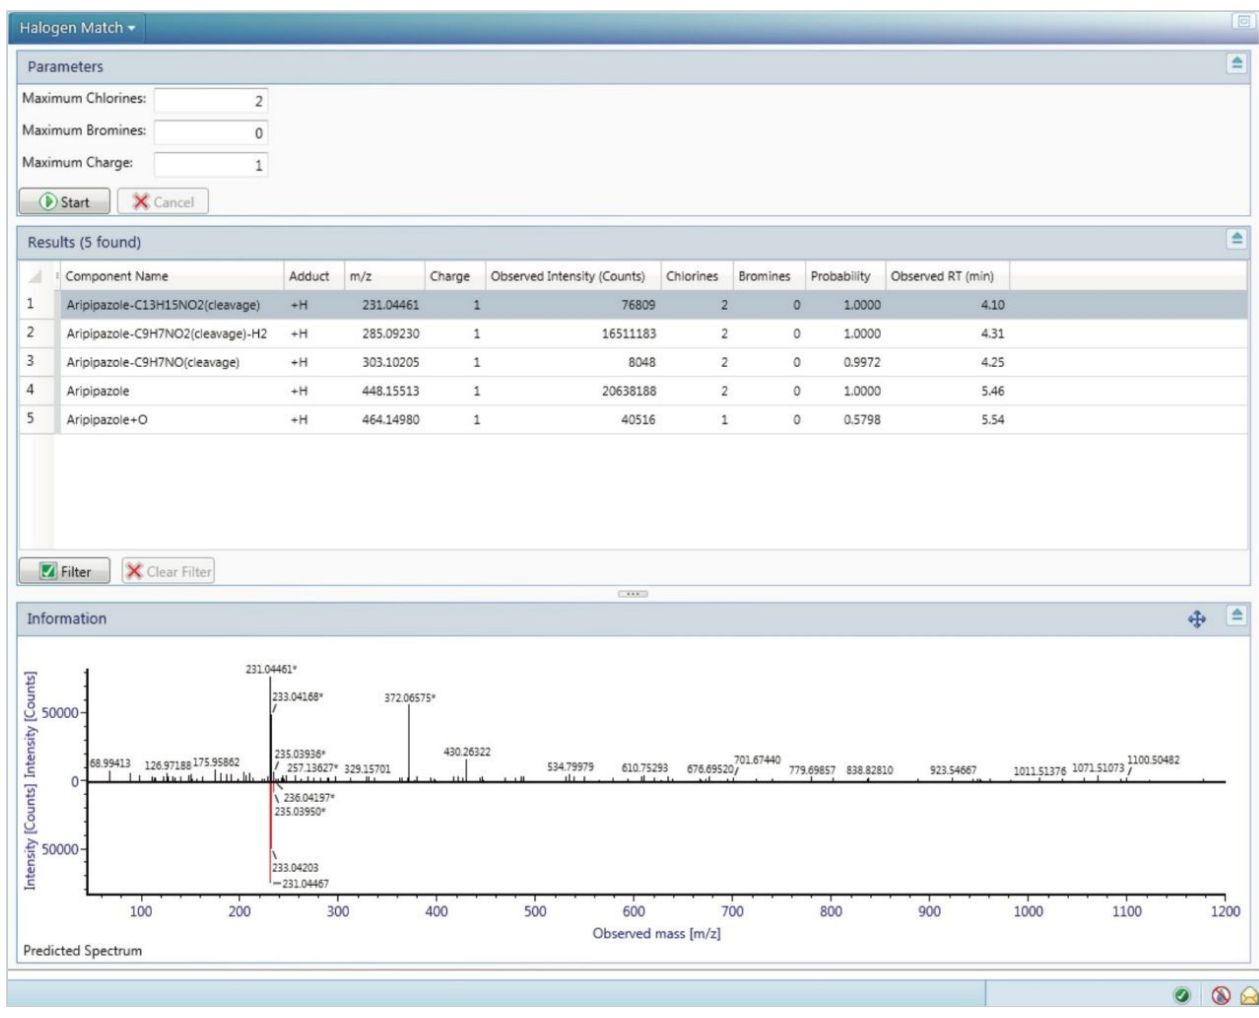 Halogen Match
Parameters
Maximum Chlorines: 2
Maximum Bromines: 0
Maximum Charge: 1
Start Cancel
Results (5 found)
Component Name Adduct m/z Charge Observed Intensity (Counts) Chlorines Bromines Probability Observed RT (min)
1 Aripipazole-C13H15NO2(cleavage) +H 231.04461 1 76809 2 0 1.0000 4.10
2 Aripipazole-C9H7NO2(cleavage)-H2 +H 285.09230 1 16511183 2 0 1.0000 4.31
3 Aripipazole-C9H7NO(cleavage) +H 303.10205 1 8048 2 0 0.9972 4.25
4 Aripipazole +H 448.15513 1 20638188 2 0 1.0000 5.46
5 Aripipazole+O +H 464.14980 1 40516 1 0 0.5798 5.54
Filter Clear Filter
Information
Intensity [Counts] Intensity [Counts]
50000
0
50000
231.04461*
233.04168*
372.06575*
68.99413 126.97188 175.95862
235.03936*
257.13627* 329.15701
430.26322
534.79979 610.75293 676.69520 701.67440 779.69857 838.82810 923.54667 1011.51376 1071.51073 1100.50482
236.04197*
235.03950*
233.04203
231.04467
100 200 300 400 500 600 700 800 900 1000 1100 1200
Observed mass [m/z]
Predicted Spectrum